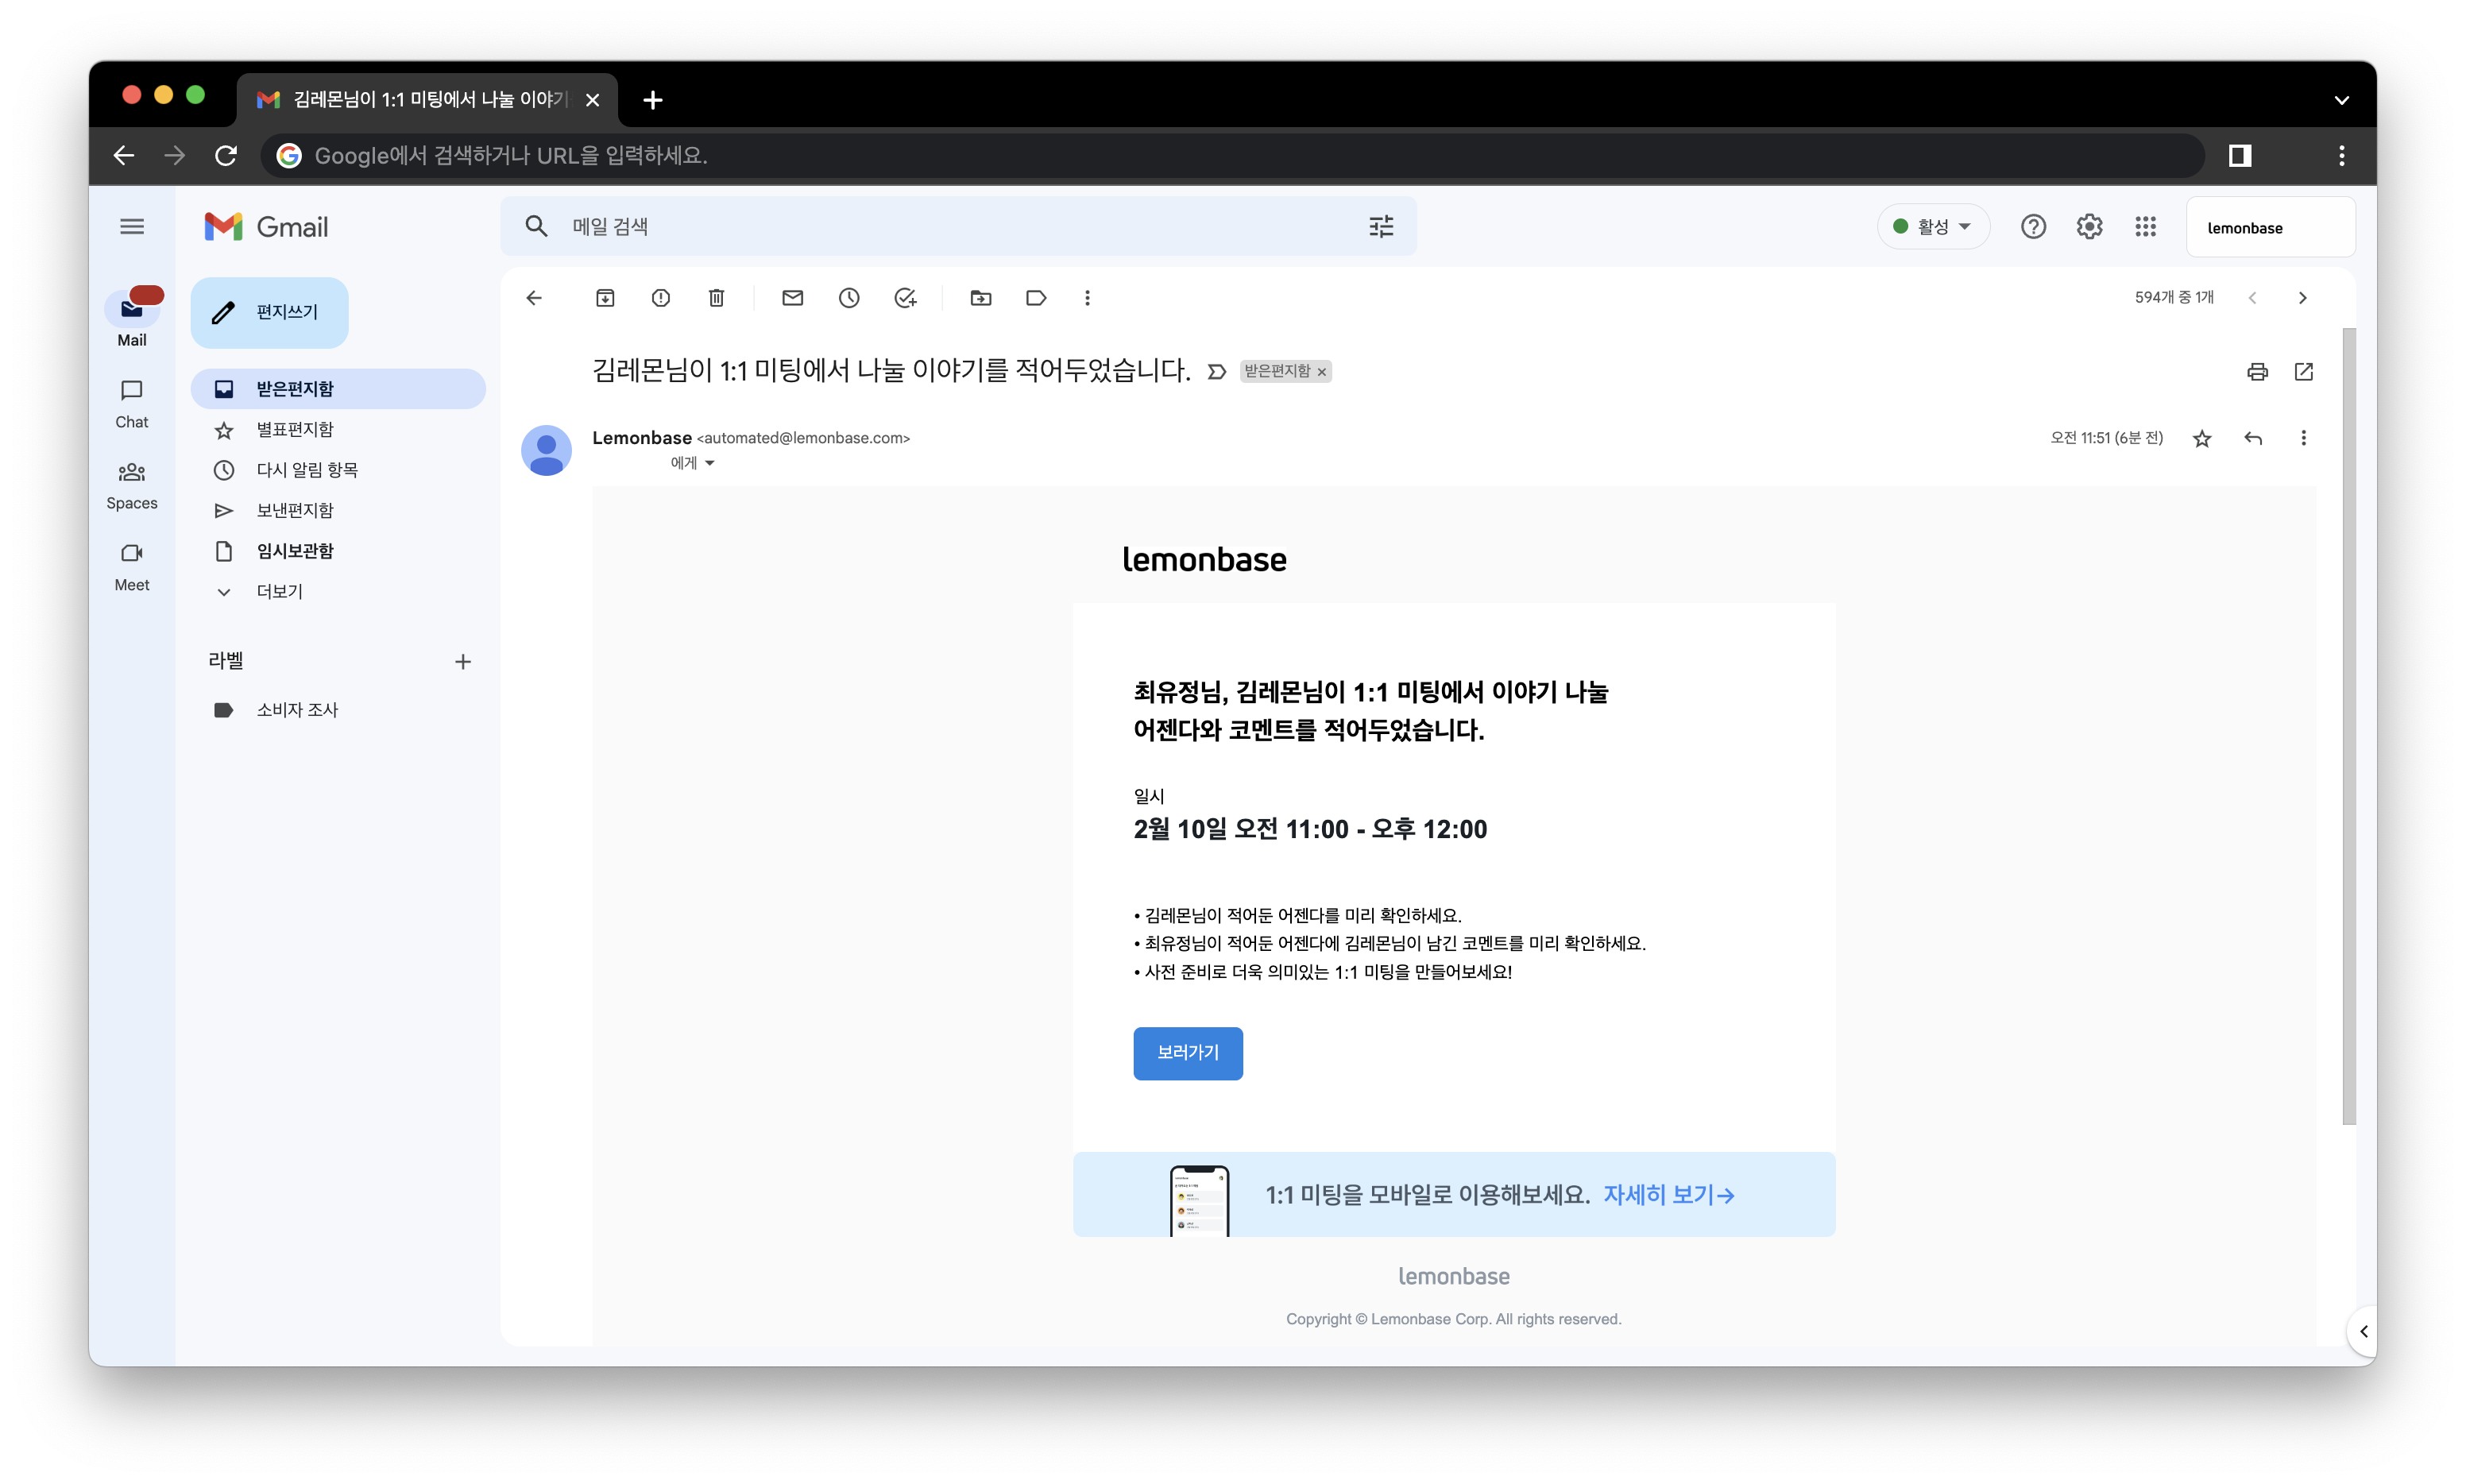 김레몬님이 1:1 미팅에서 나눌 이야기
Google에서 검색하거나 URL을 입력하세요.
Gmail
메일 검색
활성
lemonbase
편지쓰기
Mail
Chat
Spaces
Meet
받은편지함
별표편지함
다시 알림 항목
보낸편지함
임시보관함
더보기
라벨
소비자 조사
594개 중 1개
김레몬님이 1:1 미팅에서 나눌 이야기를 적어두었습니다.
받은편지함 ×
Lemonbase <automated@lemonbase.com>
에게
오전 11:51 (6분 전)
lemonbase
최유정님, 김레몬님이 1:1 미팅에서 이야기 나눌
어젠다와 코멘트를 적어두었습니다.
일시
2월 10일 오전 11:00 - 오후 12:00
• 김레몬님이 적어둔 어젠다를 미리 확인하세요.
• 최유정님이 적어둔 어젠다에 김레몬님이 남긴 코멘트를 미리 확인하세요.
• 사전 준비로 더욱 의미있는 1:1 미팅을 만들어보세요!
보러가기
1:1 미팅을 모바일로 이용해보세요. 자세히 보기→
lemonbase
Copyright © Lemonbase Corp. All rights reserved.